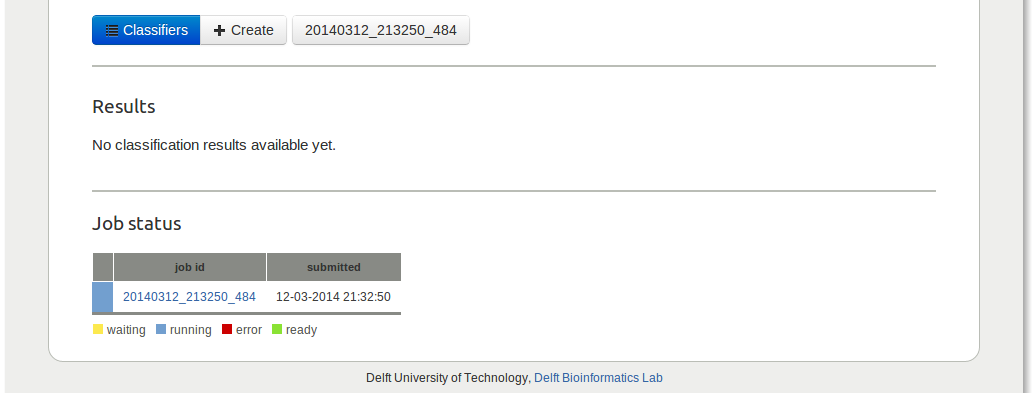 Classifiers Create 20140312_213250_484
Results
No classification results available yet.
Job status
job id submitted
20140312_213250_484 12-03-2014 21:32:50
waiting running error ready
Delft University of Technology, Delft Bioinformatics Lab